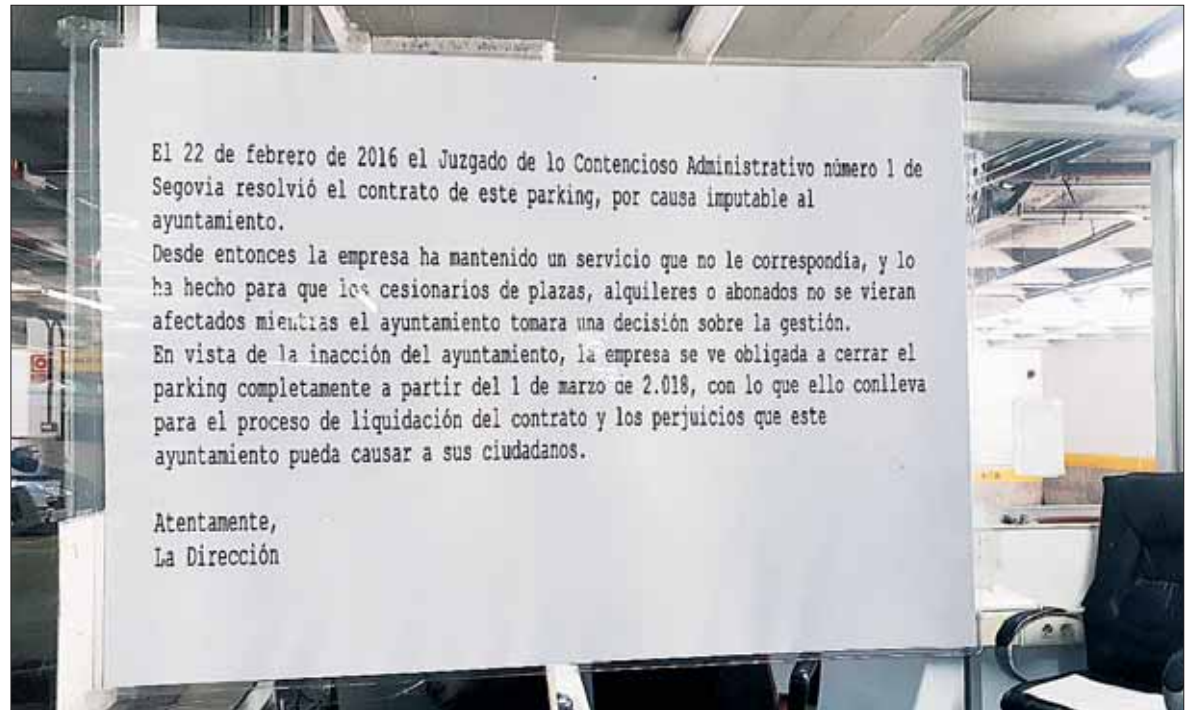 El 22 de febrero de 2016 el Juzgado de lo Contencioso Administrativo número 1 de
Segovia resolvió el contrato de este parking, por causa imputable al
ayuntamiento.
Desde entonces la empresa ha mantenido un servicio que no le correspondía, y lo
ha hecho para que los cesionarios de plazas, alquileres o abonados no se vieran
afectados mientras el ayuntamiento tomara una decisión sobre la gestión.
En vista de la inacción del ayuntamiento, la empresa se ve obligada a cerrar el
parking completamente a partir del 1 de marzo de 2.018, con lo que ello conlleva
para el proceso de liquidación del contrato y los perjuicios que este
ayuntamiento pueda causar a sus ciudadanos.
Atentamente,
La Dirección